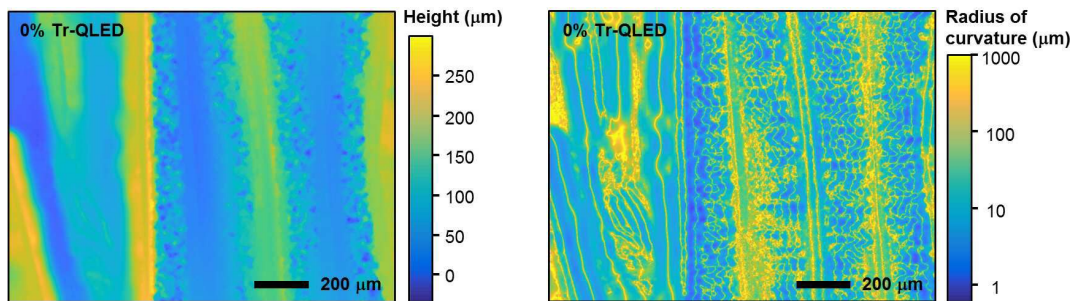 0% Tr-QLED
Height (μm)
250
200
150
100
50
0
200 μm
0% Tr-QLED
Radius of
curvature (μm)
1000
100
10
1
200 μm